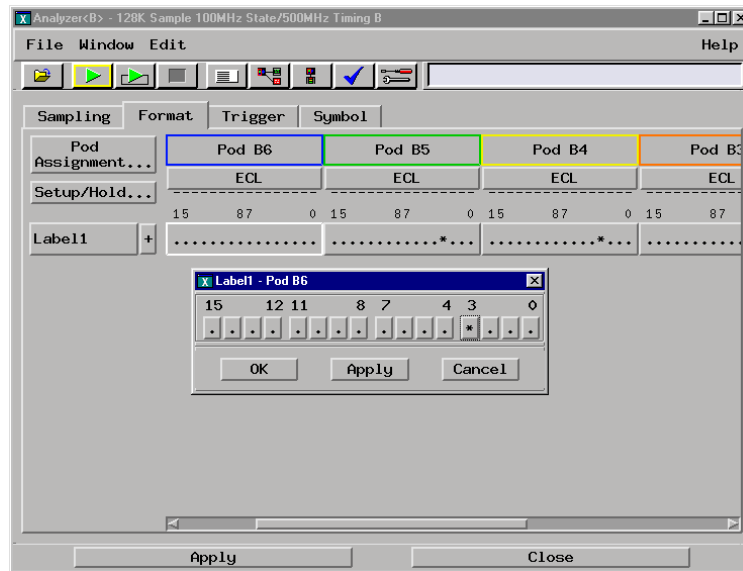 Analyzer<B> - 128K Sample 100MHz State/500MHz Timing B
File Window Edit Help
Sampling Format Trigger Symbol
Pod Assignment...
Pod B6 Pod B5 Pod B4 Pod B3
ECL ECL ECL ECL
Setup/Hold...
15 87 0 15 87 0 15 87 0 15 87
Label1 + ................ ............*... ............*... ...........
Label1 - Pod B6
15 12 11 8 7 4 3 0
. . . . . . . . . . . . * . . .
OK Apply Cancel
Apply Close